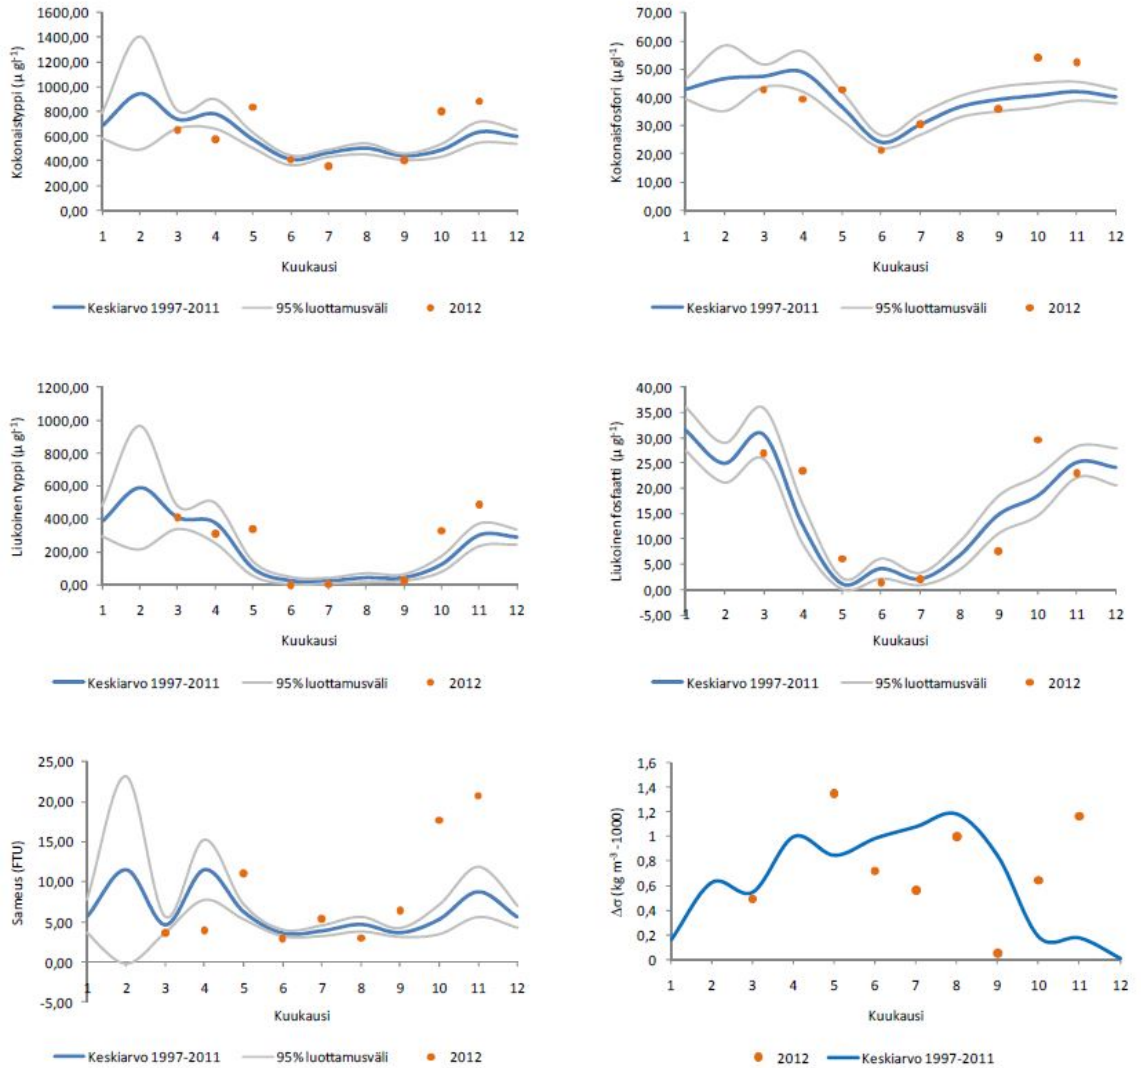 Kokonaistyppi (µ gl-1)
1600,00
1400,00
1200,00
1000,00
800,00
600,00
400,00
200,00
0,00
1 2 3 4 5 6 7 8 9 10 11 12
Kuukausi
Keskiarvo 1997-2011 95% luottamusväli 2012
Kokonaisfosfori (µ gl-1)
70,00
60,00
50,00
40,00
30,00
20,00
10,00
0,00
1 2 3 4 5 6 7 8 9 10 11 12
Kuukausi
Keskiarvo 1997-2011 95% luottamusväli 2012
Liukoinen typpi (µ gl-1)
1200,00
1000,00
800,00
600,00
400,00
200,00
0,00
1 2 3 4 5 6 7 8 9 10 11 12
Kuukausi
Keskiarvo 1997-2011 95% luottamusväli 2012
Liukoinen fosfaatti (µ gl-1)
40,00
35,00
30,00
25,00
20,00
15,00
10,00
5,00
0,00
-5,00
1 2 3 4 5 6 7 8 9 10 11 12
Kuukausi
Keskiarvo 1997-2011 95% luottamusväli 2012
Sameus (FTU)
25,00
20,00
15,00
10,00
5,00
0,00
-5,00
1 2 3 4 5 6 7 8 9 10 11 12
Kuukausi
Keskiarvo 1997-2011 95% luottamusväli 2012
Δσ (kg m-3 -1000)
1,6
1,4
1,2
1
0,8
0,6
0,4
0,2
0
1 2 3 4 5 6 7 8 9 10 11 12
Kuukausi
2012 Keskiarvo 1997-2011